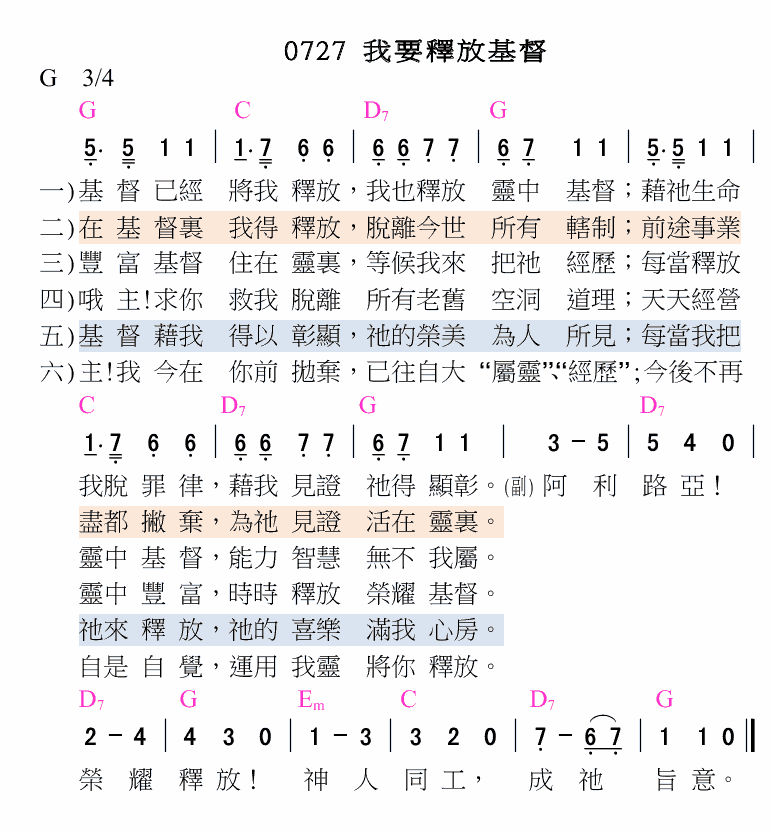 0727 我要釋放基督
G 3/4
G C D7 G
5· 5 1 1 | 1· 7 6 6 | 6 6 7 7 | 6 7 1 1 | 5· 5 1 1 |
一)基 督 已經 將我 釋放，我也釋放 靈中 基督；藉祂生命
二)在 基 督裏 我得 釋放，脫離今世 所有 轄制；前途事業
三)豐 富 基督 住在 靈裏，等候我來 把祂 經歷；每當釋放
四)哦 主!求你 救我 脫離 所有老舊 空洞 道理；天天經營
五)基 督 藉我 得以 彰顯，祂的榮美 為人 所見；每當我把
六)主!我 今在 你前 拋棄，已往自大 “屬靈”、“經歷”;今後不再
C D7 G D7
1· 7 6 6 | 6 6 7 7 | 6 7 1 1 | 3 – 5 | 5 4 0 |
我脫 罪 律，藉我 見證 祂得 顯彰。(副) 阿 利 路 亞！
盡都 撇 棄，為祂 見證 活在 靈裏。
靈中 基 督，能力 智慧 無不 我屬。
靈中 豐 富，時時 釋放 榮耀 基督。
祂來 釋 放，祂的 喜樂 滿我 心房。
自是 自 覺，運用 我靈 將你 釋放。
D7 G Em C D7 G
2 – 4 | 4 3 0 | 1 – 3 | 3 2 0 | 7 – 6 7 | 1 1 0 ‖
榮 耀 釋 放！ 神 人 同 工， 成 祂 旨 意。